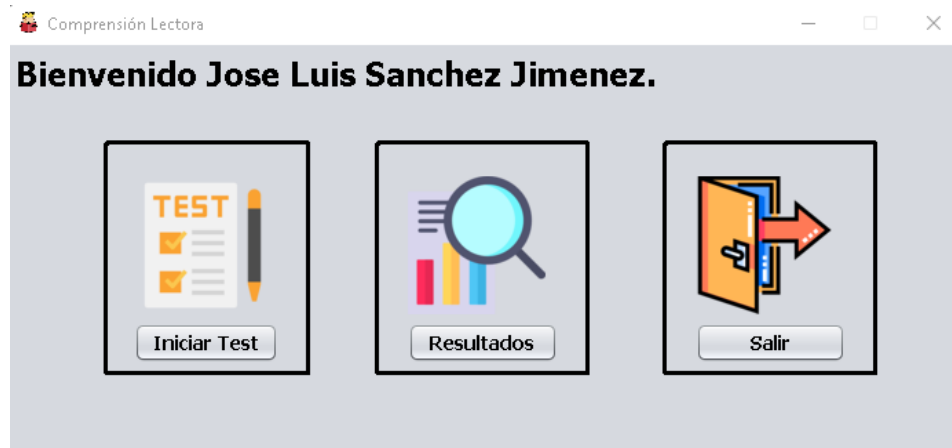 Comprensión Lectora
Bienvenido Jose Luis Sanchez Jimenez.
TEST
Iniciar Test
Resultados
Salir